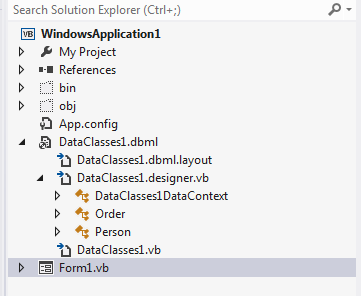 Search Solution Explorer (Ctrl+;)
VB WindowsApplication1
My Project
References
bin
obj
App.config
DataClasses1.dbml
DataClasses1.dbml.layout
DataClasses1.designer.vb
DataClasses1DataContext
Order
Person
DataClasses1.vb
Form1.vb